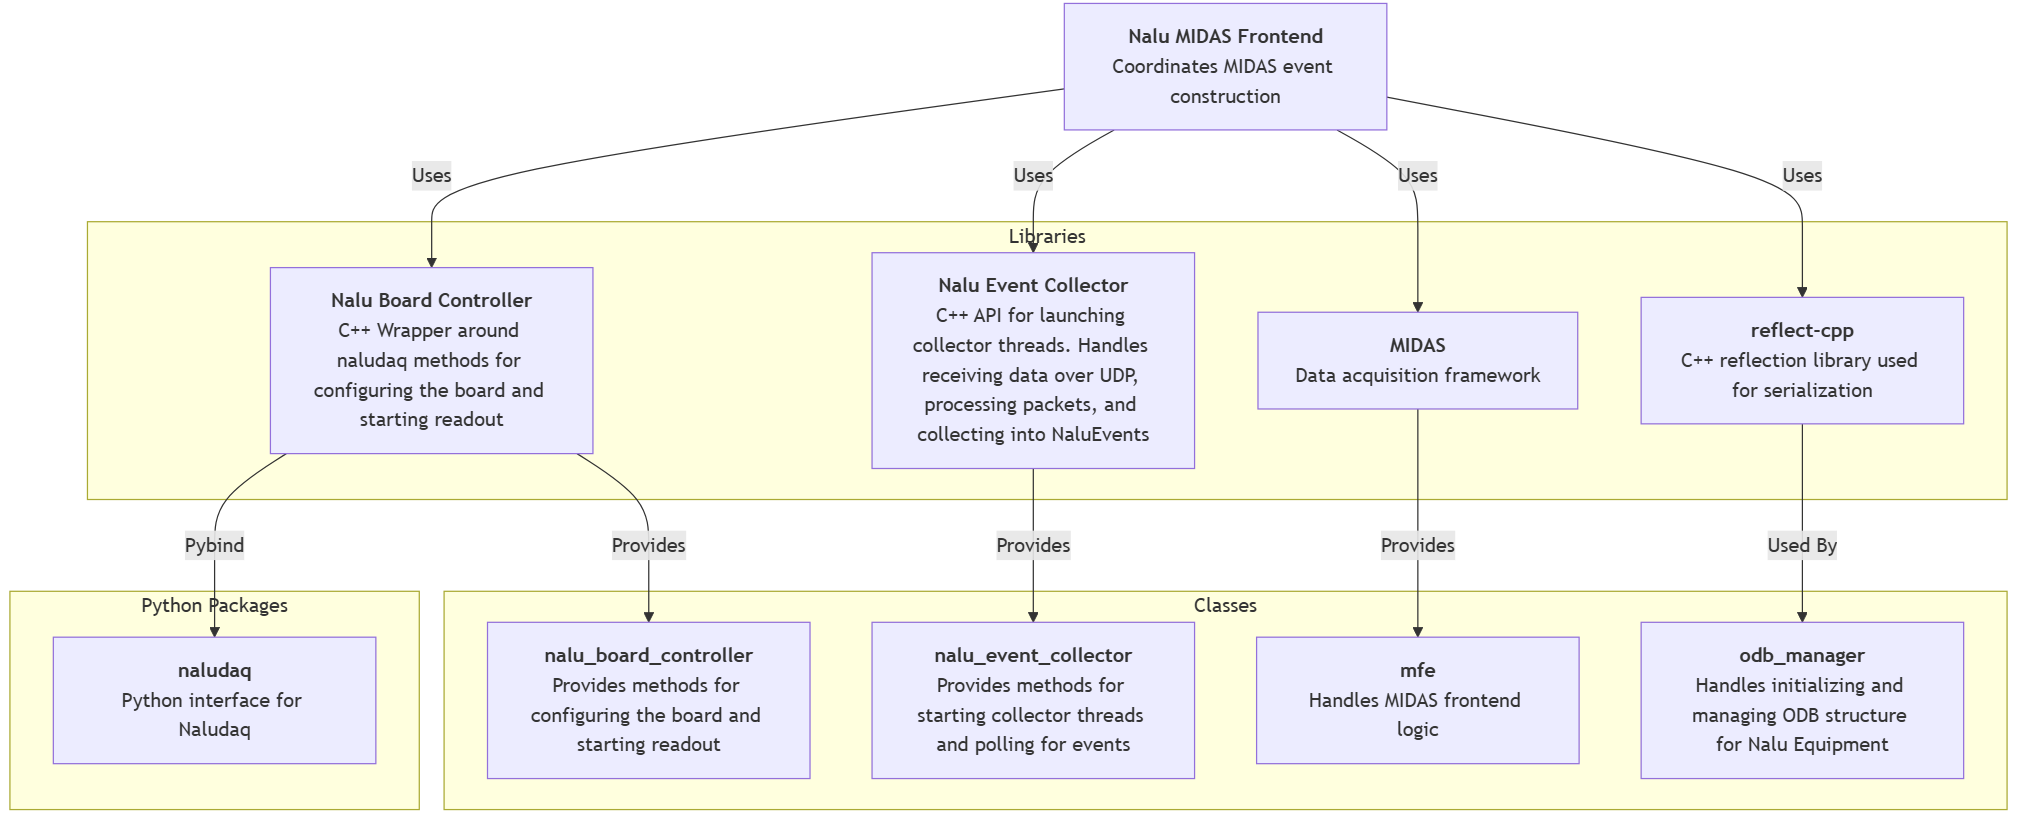 Nalu MIDAS Frontend
Coordinates MIDAS event
construction
Uses
Uses
Uses
Uses
Libraries
Nalu Board Controller
C++ Wrapper around
naludaq methods for
configuring the board and
starting readout
Nalu Event Collector
C++ API for launching
collector threads. Handles
receiving data over UDP,
processing packets, and
collecting into NaluEvents
MIDAS
Data acquisition framework
reflect-cpp
C++ reflection library used
for serialization
Pybind
Provides
Provides
Provides
Used By
Python Packages
naludaq
Python interface for
Naludaq
Classes
nalu_board_controller
Provides methods for
configuring the board and
starting readout
nalu_event_collector
Provides methods for
starting collector threads
and polling for events
mfe
Handles MIDAS frontend
logic
odb_manager
Handles initializing and
managing ODB structure
for Nalu Equipment